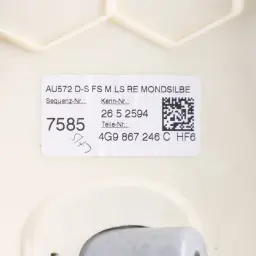 AU572 D-S FS M LS RE MONDSILBE
Sequenz-Nr.: Kenn-Nr.:
7585 26 5 2594
Teile-Nr.:
4G9 867 246 C HF6